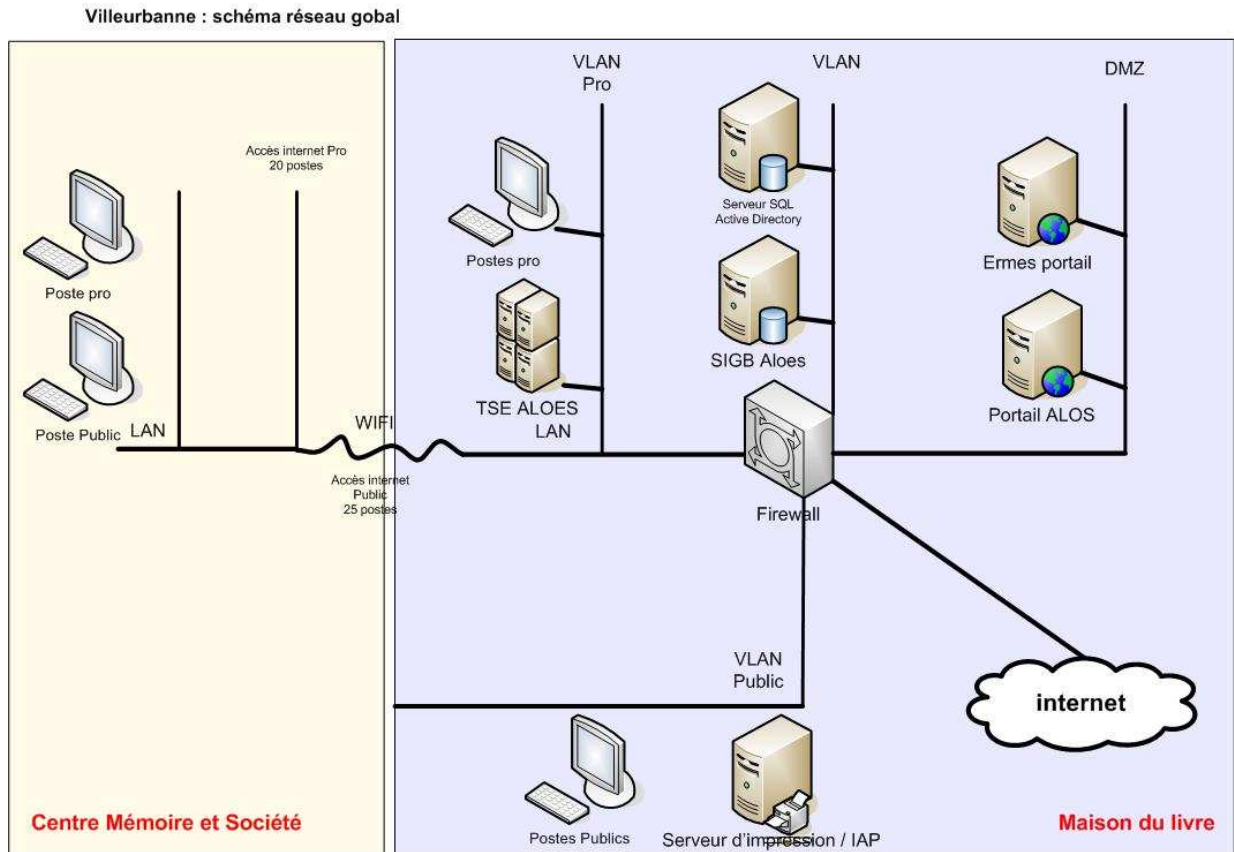 Villeurbanne : schéma réseau gobal
VLAN
Pro
VLAN
DMZ
Accès internet Pro
20 postes
Poste pro
Poste Public
LAN
WIFI
Accès internet
Public
25 postes
Postes pro
TSE ALOES
LAN
Serveur SQL
Active Directory
SIGB Aloes
Ermes portail
Portail ALOS
Firewall
VLAN
Public
internet
Postes Publics
Serveur d'impression / IAP
Centre Mémoire et Société
Maison du livre